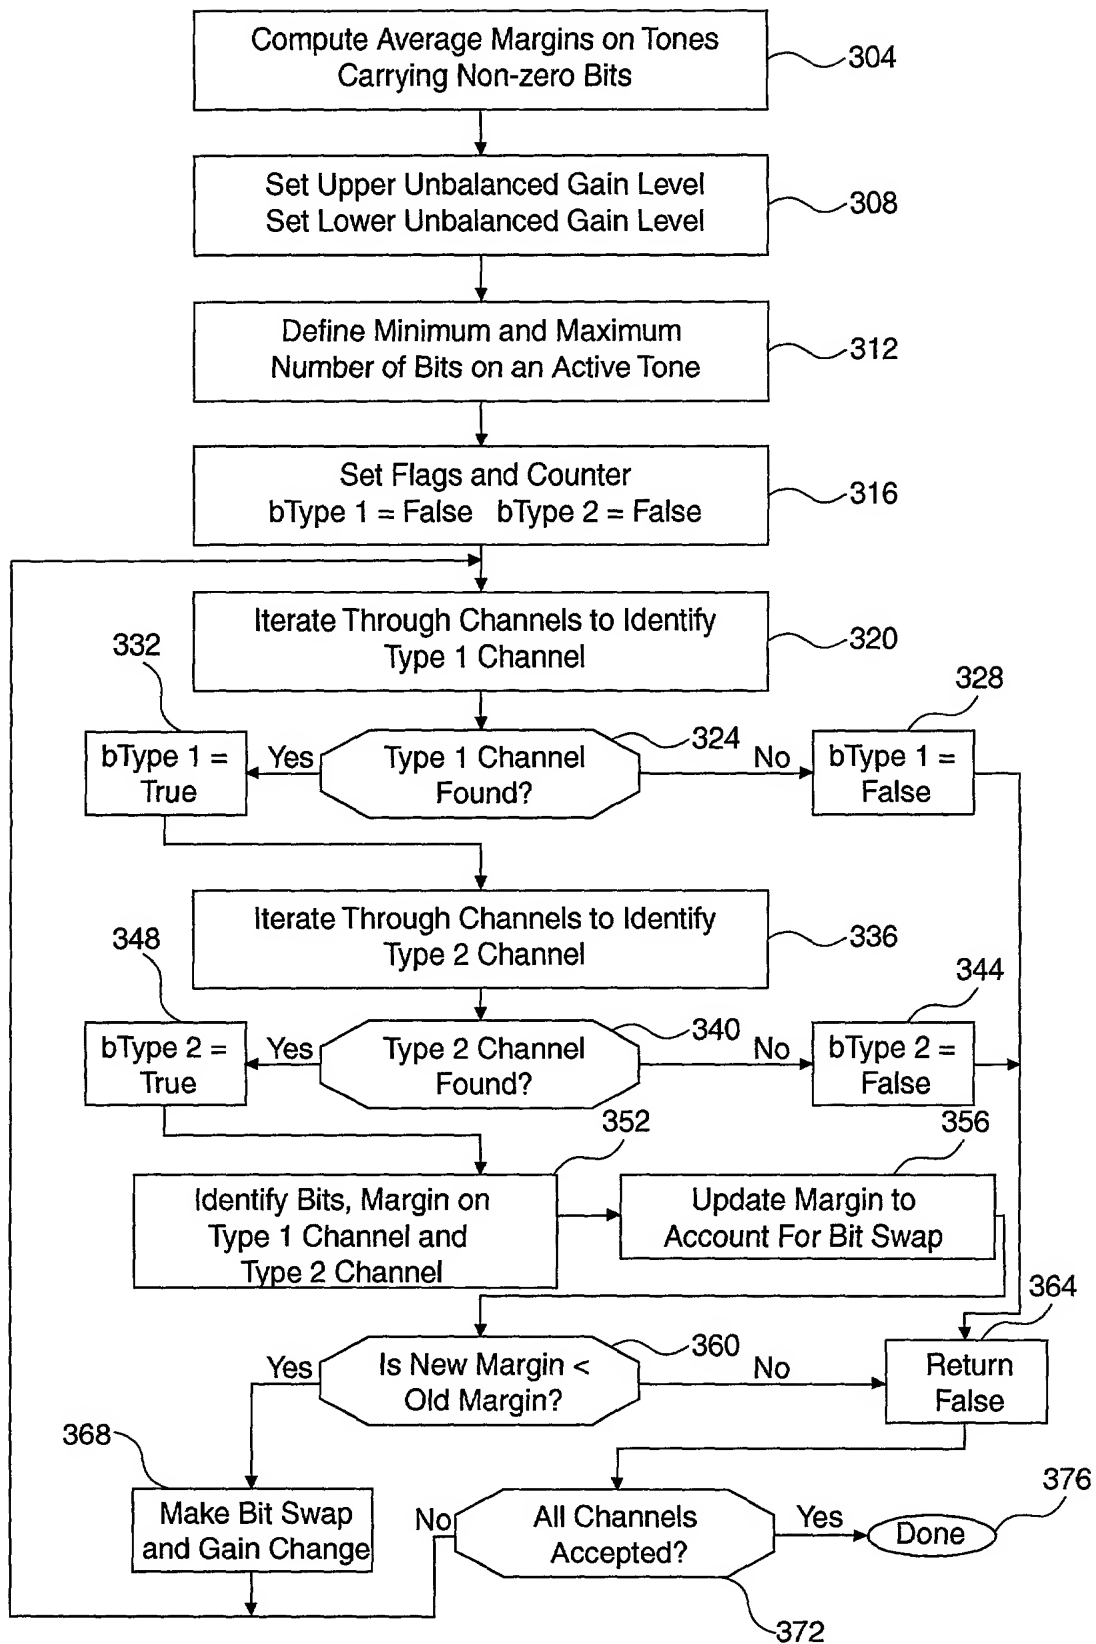 Compute Average Margins on Tones
Carrying Non-zero Bits
304
Set Upper Unbalanced Gain Level
Set Lower Unbalanced Gain Level
308
Define Minimum and Maximum
Number of Bits on an Active Tone
312
Set Flags and Counter
bType 1 = False bType 2 = False
316
Iterate Through Channels to Identify
Type 1 Channel
320
332
328
bType 1 =
True
Yes
Type 1 Channel
Found?
324
No
bType 1 =
False
Iterate Through Channels to Identify
Type 2 Channel
336
348
344
bType 2 =
True
Yes
Type 2 Channel
Found?
340
No
bType 2 =
False
352
356
Identify Bits, Margin on
Type 1 Channel and
Type 2 Channel
Update Margin to
Account For Bit Swap
364
Yes
Is New Margin <
Old Margin?
360
No
Return
False
368
Make Bit Swap
and Gain Change
No
All Channels
Accepted?
Yes
Done
376
372